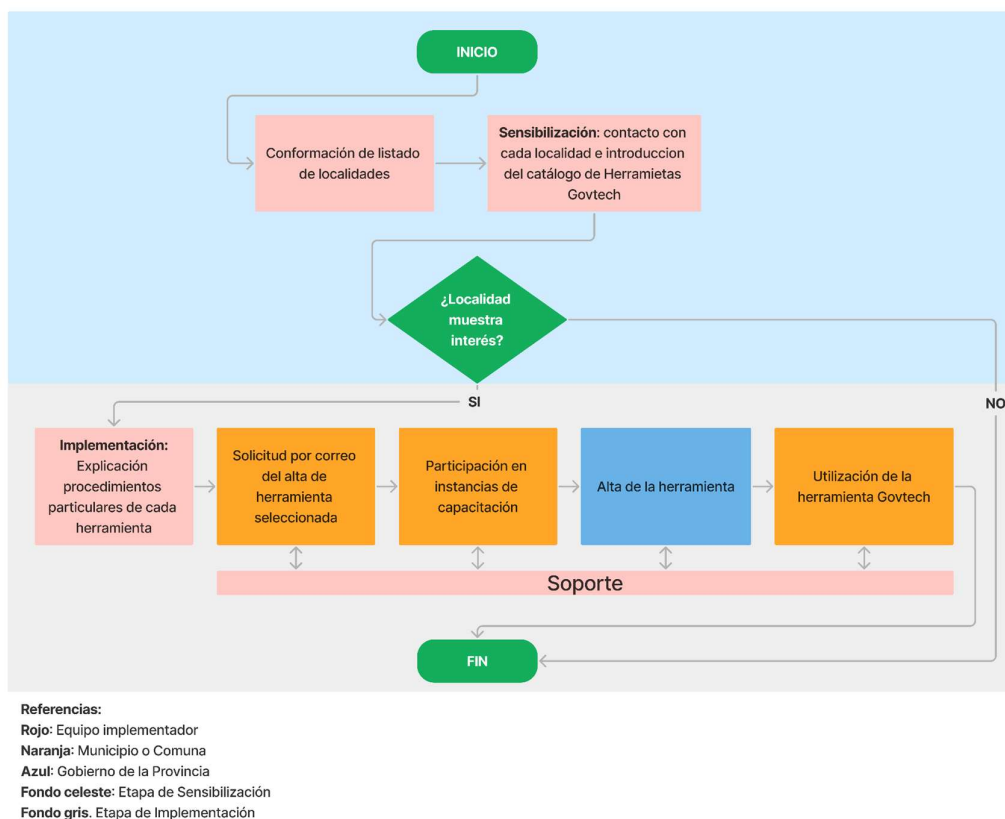 INICIO
Conformación de listado
de localidades
Sensibilización: contacto con
cada localidad e introduccion
del catálogo de Herramietas
Govtech
¿Localidad
muestra
interés?
SI
NO
Implementación:
Explicación
procedimientos
particulares de cada
herramienta
Solicitud por correo
del alta de
herramienta
seleccionada
Participación en
instancias de
capacitación
Alta de la herramienta
Utilización de la
herramienta Govtech
Soporte
FIN
Referencias:
Rojo: Equipo implementador
Naranja: Municipio o Comuna
Azul: Gobierno de la Provincia
Fondo celeste: Etapa de Sensibilización
Fondo gris. Etapa de Implementación